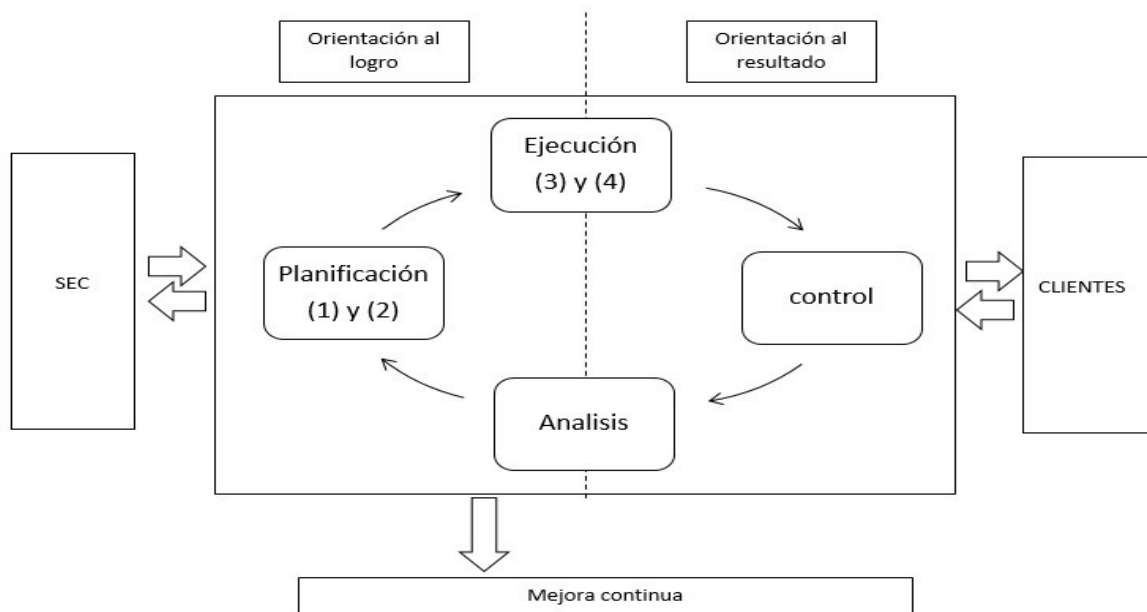 Orientación al
logro
Orientación al
resultado
Ejecución
(3) y (4)
SEC
Planificación
(1) y (2)
control
CLIENTES
Analisis
Mejora continua